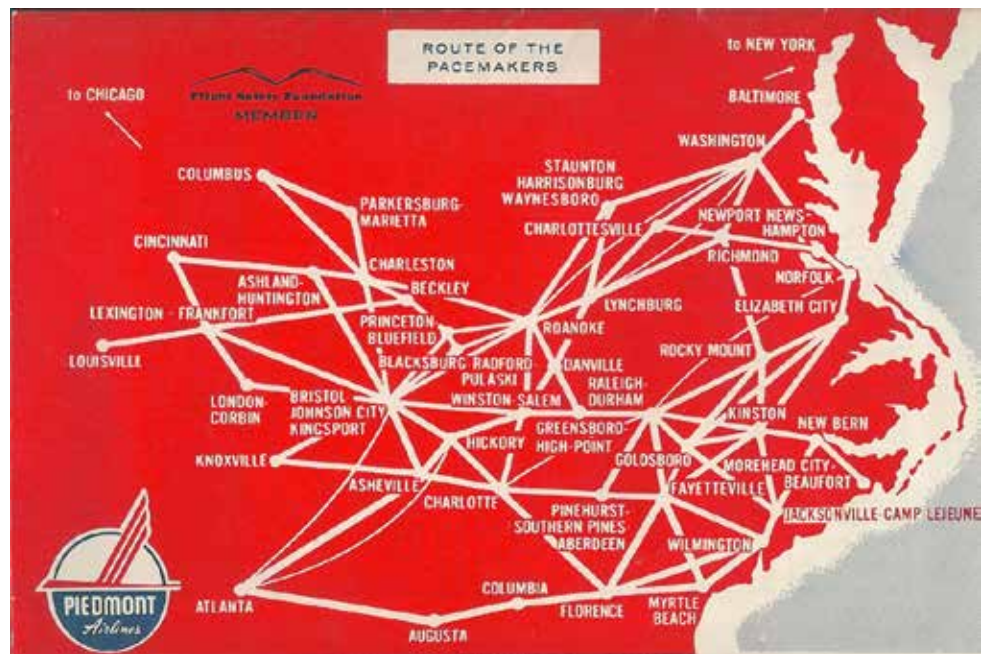 ROUTE OF THE
PACEMAKERS
to NEW YORK
to CHICAGO
Flight Safety Foundation
MEMBER
BALTIMORE
WASHINGTON
COLUMBUS
STAUNTON
HARRISONBURG
WAYNESBORO
PARKERSBURG-
MARIETTA
CHARLOTTESVILLE
NEWPORT NEWS-
HAMPTON
CINCINNATI
RICHMOND
CHARLESTON
ASHLAND-
HUNTINGTON
BECKLEY
NORFOLK
LYNCHBURG
ELIZABETH CITY
LEXINGTON - FRANKFORT
PRINCETON
BLUEFIELD
ROANOKE
LOUISVILLE
BLACKSBURG RADFORD-
PULASKI
DANVILLE
ROCKY MOUNT
LONDON-
CORBIN
BRISTOL
JOHNSON CITY
KINGSPORT
WINSTON-SALEM
RALEIGH-
DURHAM
KINSTON
NEW BERN
HICKORY
GREENSBORO-
HIGH-POINT
KNOXVILLE
GOLDSBORO
MOREHEAD CITY-
BEAUFORT
ASHEVILLE
CHARLOTTE
FAYETTEVILLE
JACKSONVILLE-CAMP LEJEUNE
PINEHURST-
SOUTHERN PINES
ABERDEEN
WILMINGTON
COLUMBIA
ATLANTA
FLORENCE
MYRTLE
BEACH
AUGUSTA
PIEDMONT
Airlines